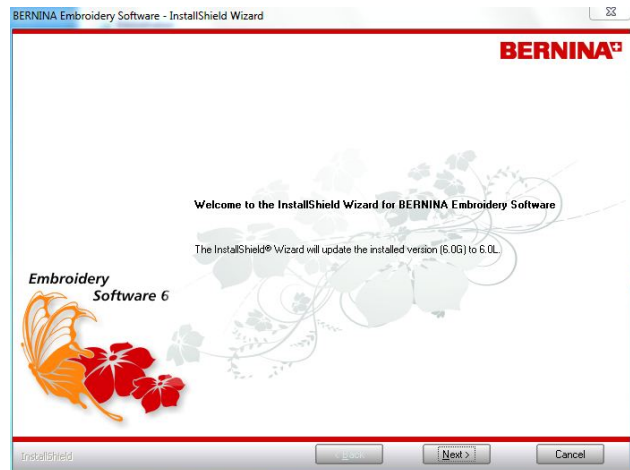 BERNINA Embroidery Software - InstallShield Wizard
BERNINA
Welcome to the InstallShield Wizard for BERNINA Embroidery Software
The InstallShield® Wizard will update the installed version (6.0G) to 6.0L.
Embroidery
Software 6
InstallShield
< Back Next > Cancel